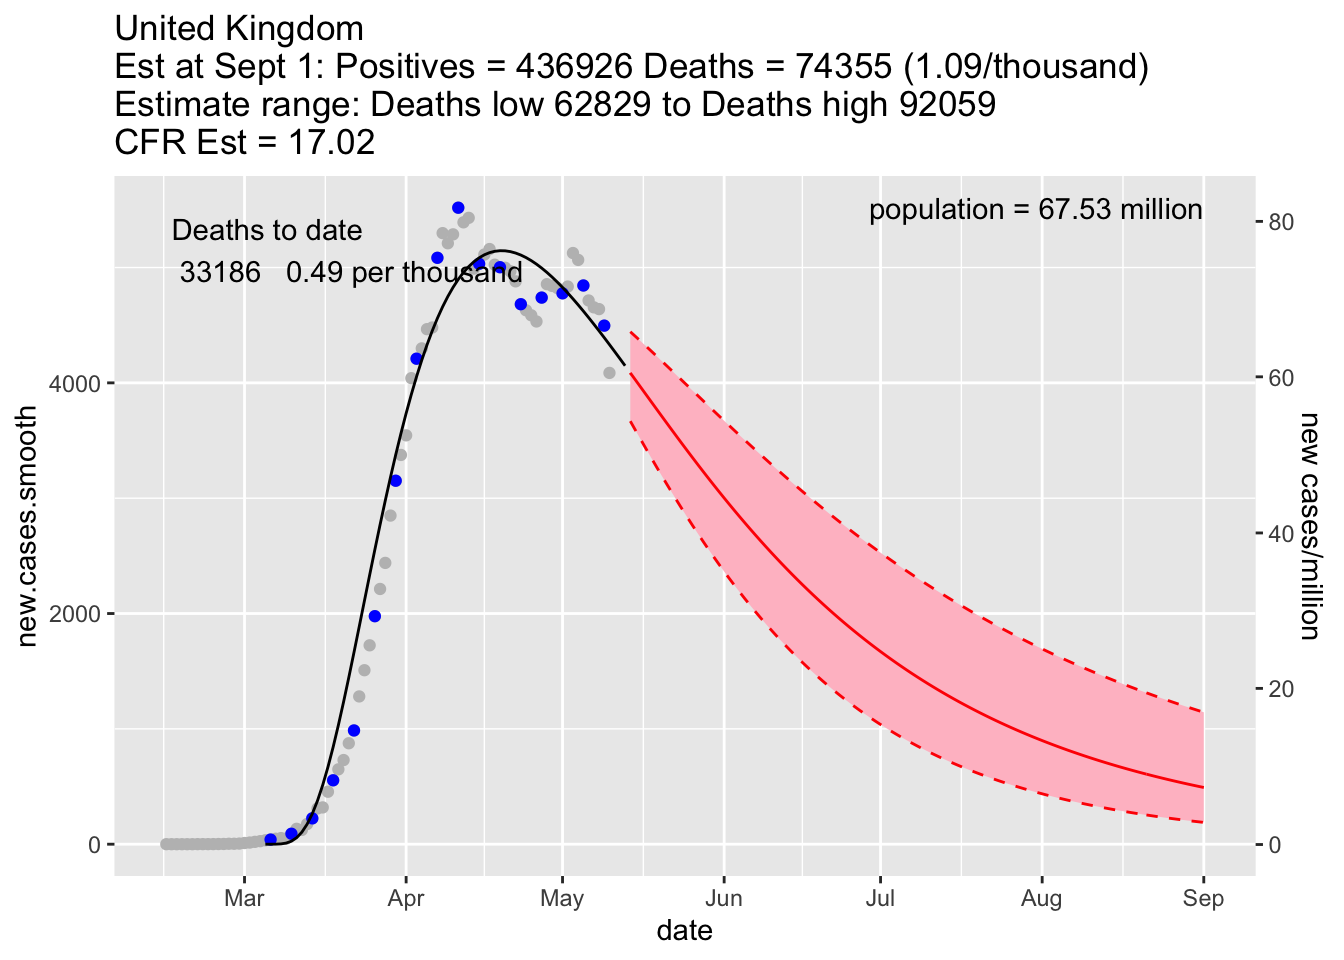 United Kingdom
Est at Sept 1: Positives = 436926 Deaths = 74355 (1.09/thousand)
Estimate range: Deaths low 62829 to Deaths high 92059
CFR Est = 17.02
Deaths to date
33186 0.49 per thousand
population = 67.53 million
new.cases.smooth
4000
2000
0
80
60
40
20
0
new cases/million
Mar Apr May Jun Jul Aug Sep
date